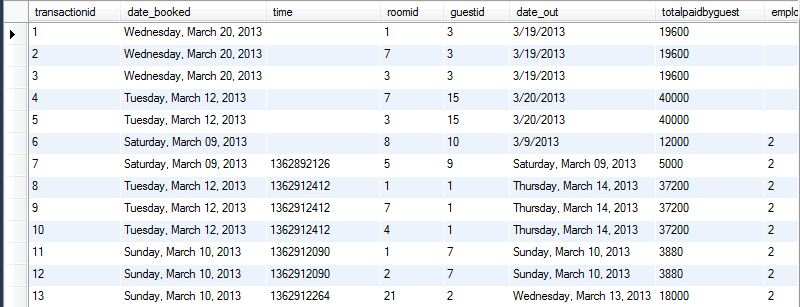 transactionid date_booked time roomid guestid date_out totalpaidbyguest emplo
1 Wednesday, March 20, 2013 1 3 3/19/2013 19600
2 Wednesday, March 20, 2013 7 3 3/19/2013 19600
3 Wednesday, March 20, 2013 3 3 3/19/2013 19600
4 Tuesday, March 12, 2013 7 15 3/20/2013 40000
5 Tuesday, March 12, 2013 3 15 3/20/2013 40000
6 Saturday, March 09, 2013 8 10 3/9/2013 12000 2
7 Saturday, March 09, 2013 1362892126 5 9 Saturday, March 09, 2013 5000 2
8 Tuesday, March 12, 2013 1362912412 1 1 Thursday, March 14, 2013 37200 2
9 Tuesday, March 12, 2013 1362912412 7 1 Thursday, March 14, 2013 37200 2
10 Tuesday, March 12, 2013 1362912412 4 1 Thursday, March 14, 2013 37200 2
11 Sunday, March 10, 2013 1362912090 1 7 Sunday, March 10, 2013 3880 2
12 Sunday, March 10, 2013 1362912090 2 7 Sunday, March 10, 2013 3880 2
13 Sunday, March 10, 2013 1362912264 21 2 Wednesday, March 13, 2013 18000 2